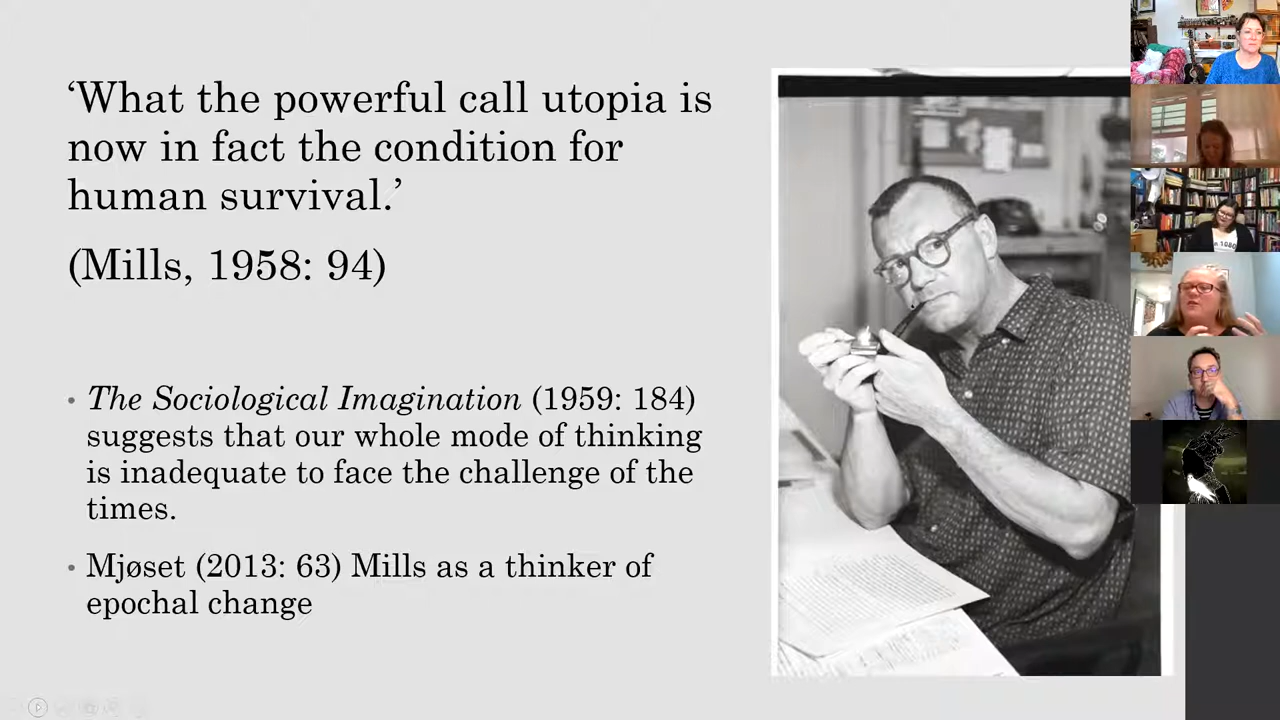 ‘What the powerful call utopia is
now in fact the condition for
human survival.’
(Mills, 1958: 94)
• The Sociological Imagination (1959: 184)
suggests that our whole mode of thinking
is inadequate to face the challenge of the
times.
• Mjøset (2013: 63) Mills as a thinker of
epochal change